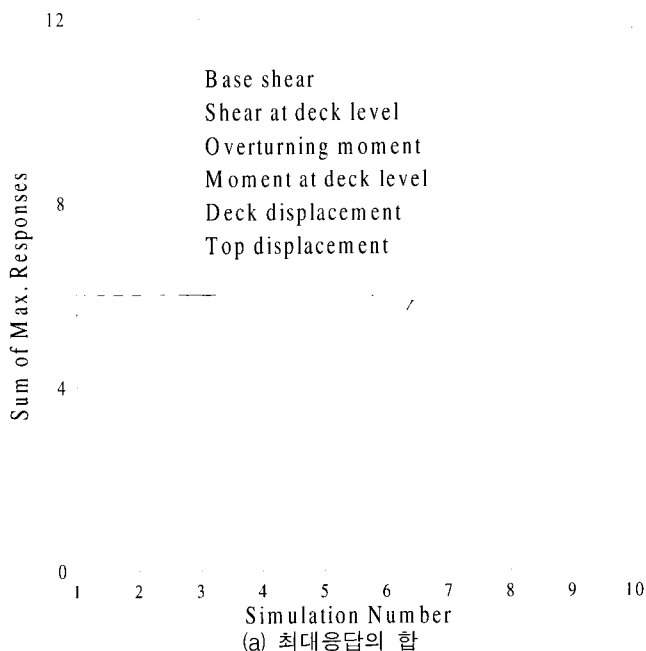 12
Base shear
Shear at deck level
Overturning moment
Moment at deck level
Deck displacement
Top displacement
Sum of Max. Responses
8
4
0
1 2 3 4 5 6 7 8 9 10
Simulation Number
(a) 최대응답의 합